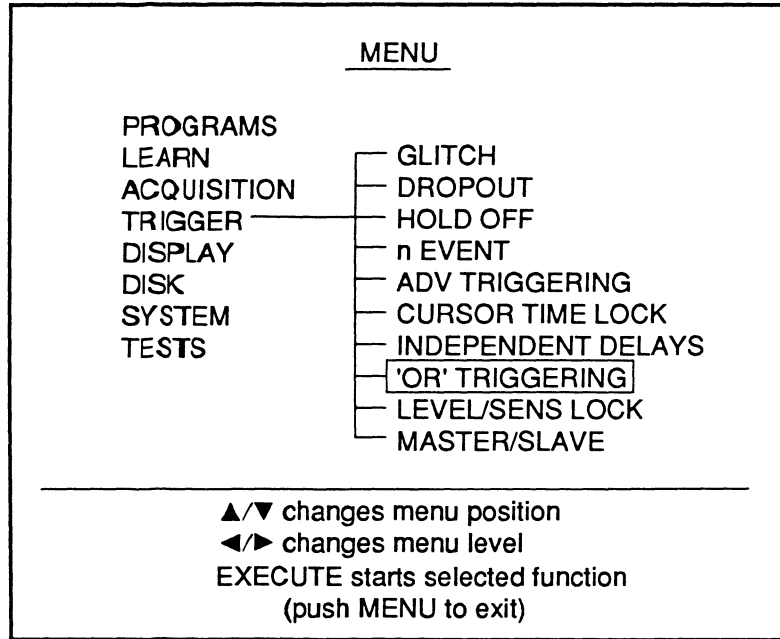 MENU
PROGRAMS
LEARN
ACQUISITION
TRIGGER
DISPLAY
DISK
SYSTEM
TESTS
GLITCH
DROPOUT
HOLD OFF
n EVENT
ADV TRIGGERING
CURSOR TIME LOCK
INDEPENDENT DELAYS
'OR' TRIGGERING
LEVEL/SENS LOCK
MASTER/SLAVE
▲/▼ changes menu position
◄/► changes menu level
EXECUTE starts selected function
(push MENU to exit)